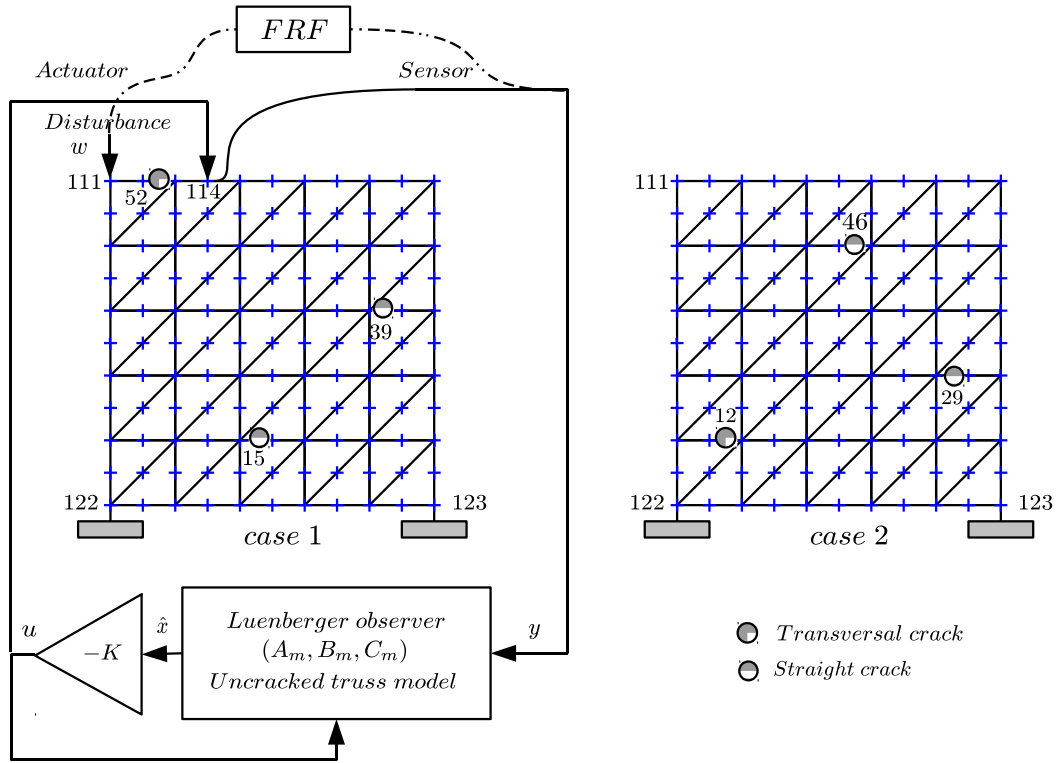 FRF
Actuator
Sensor
Disturbance
w
111
52
114
39
15
122
123
case 1
111
46
29
12
122
123
case 2
u
−K
x̂
Luenberger observer
(A_m, B_m, C_m)
Uncracked truss model
y
Transversal crack
Straight crack